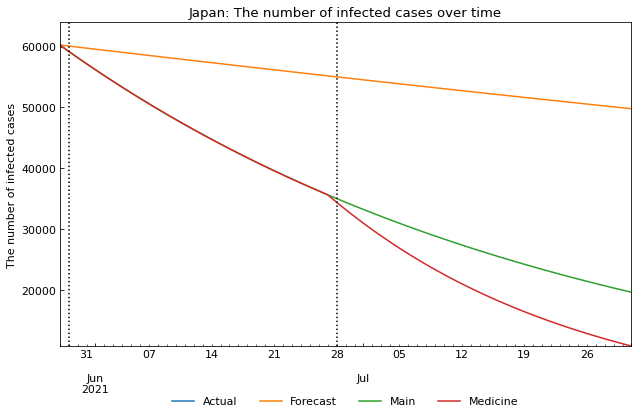 Japan: The number of infected cases over time
The number of infected cases
60000
50000
40000
30000
20000
31 07 14 21 28 05 12 19 26
Jun Jul
2021
Actual Forecast Main Medicine